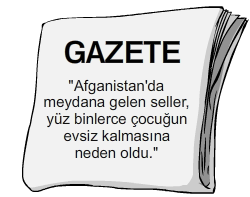 GAZETE
"Afganistan'da
meydana gelen seller,
yüz binlerce çocuğun
evsiz kalmasına
neden oldu."